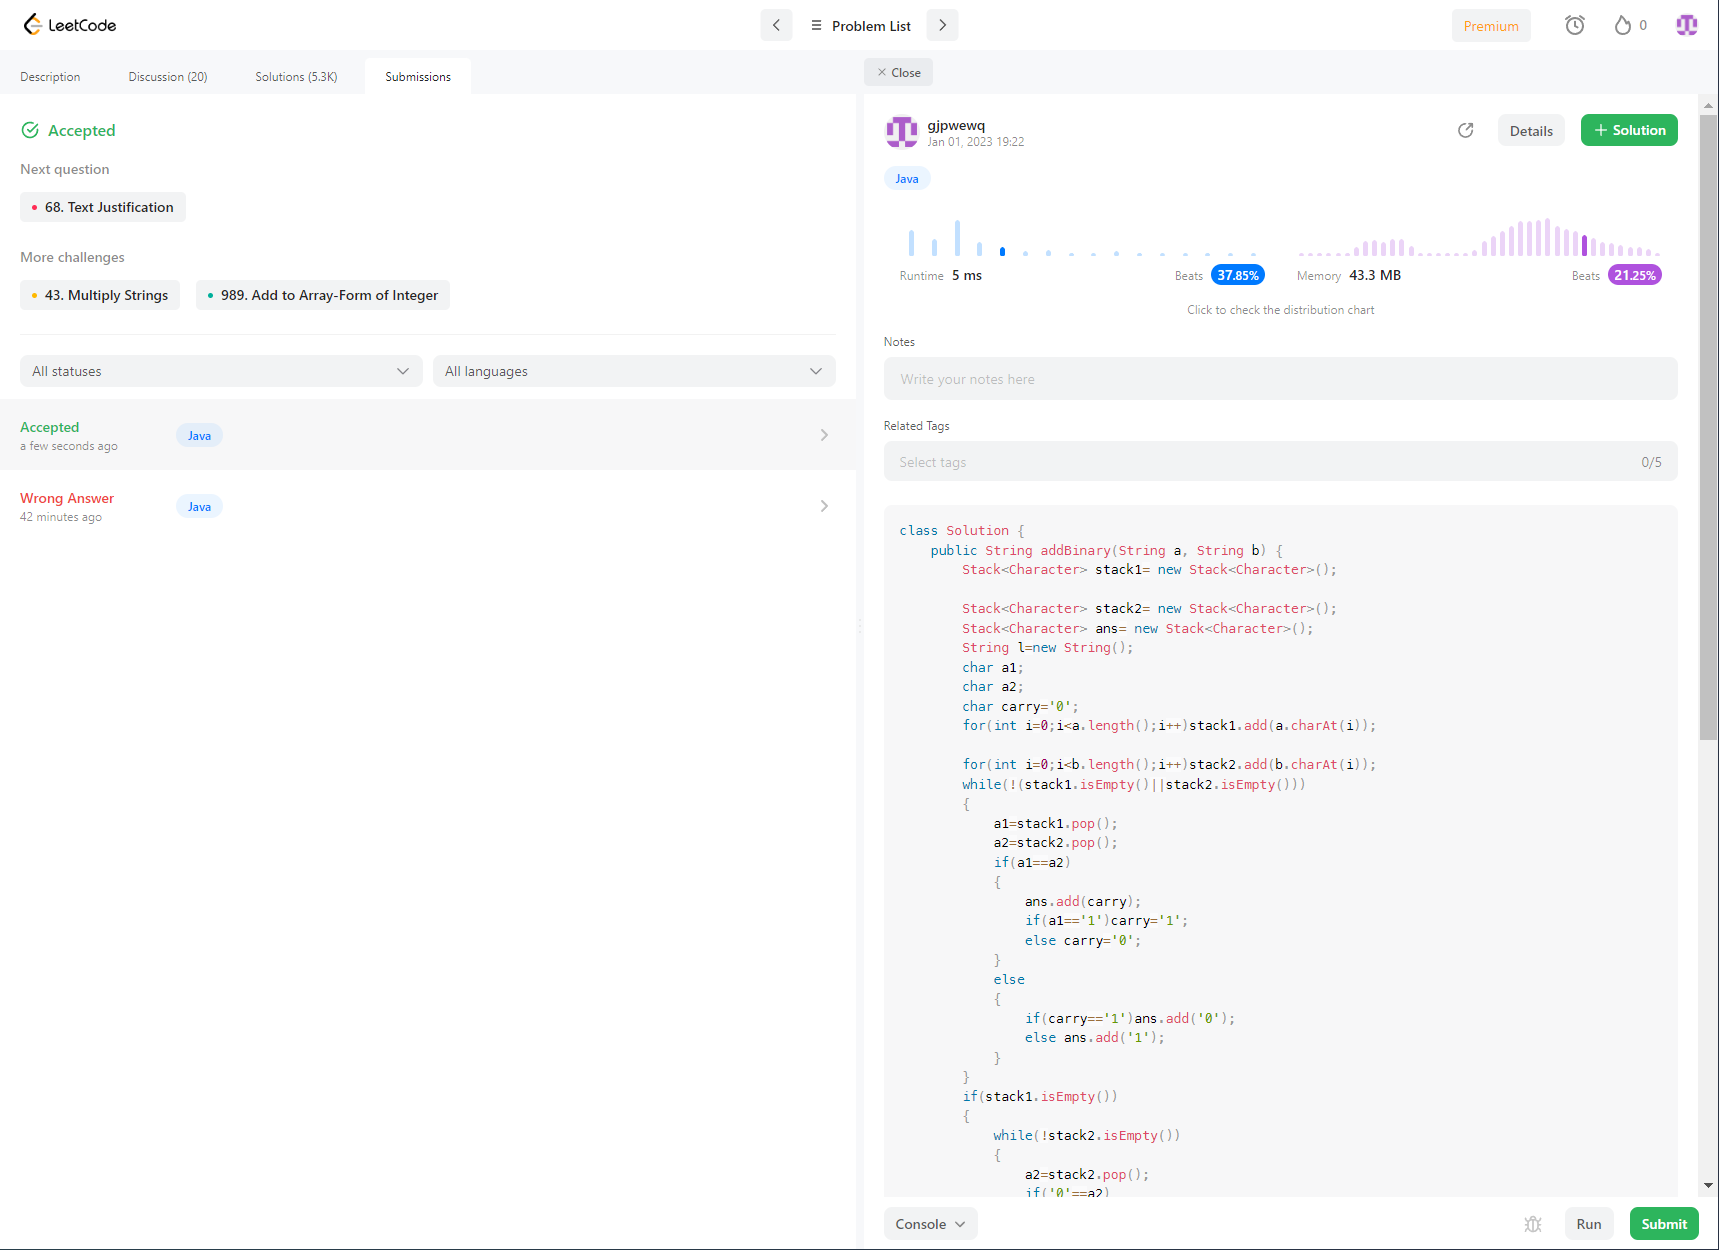 LeetCode
Problem List
Premium
0
Description
Discussion (20)
Solutions (5.3K)
Submissions
Accepted
Next question
68. Text Justification
More challenges
43. Multiply Strings
989. Add to Array-Form of Integer
All statuses
All languages
Accepted
a few seconds ago
Java
Wrong Answer
42 minutes ago
Java
Close
gjpwewq
Jan 01, 2023 19:22
Details
Solution
Java
Runtime 5 ms
Beats 37.85%
Memory 43.3 MB
Beats 21.25%
Click to check the distribution chart
Notes
Write your notes here
Related Tags
Select tags
0/5
class Solution {
    public String addBinary(String a, String b) {
        Stack<Character> stack1= new Stack<Character>();
        Stack<Character> stack2= new Stack<Character>();
        Stack<Character> ans= new Stack<Character>();
        String l=new String();
        char a1;
        char a2;
        char carry='0';
        for(int i=0;i<a.length();i++)stack1.add(a.charAt(i));
        for(int i=0;i<b.length();i++)stack2.add(b.charAt(i));
        while(!(stack1.isEmpty()||stack2.isEmpty()))
        {
            a1=stack1.pop();
            a2=stack2.pop();
            if(a1==a2)
            {
                ans.add(carry);
                if(a1=='1')carry='1';
                else carry='0';
            }
            else
            {
                if(carry=='1')ans.add('0');
                else ans.add('1');
            }
        }
        if(stack1.isEmpty())
        {
            while(!stack2.isEmpty())
            {
                a2=stack2.pop();
                if('0'==a2)
Console
Run
Submit